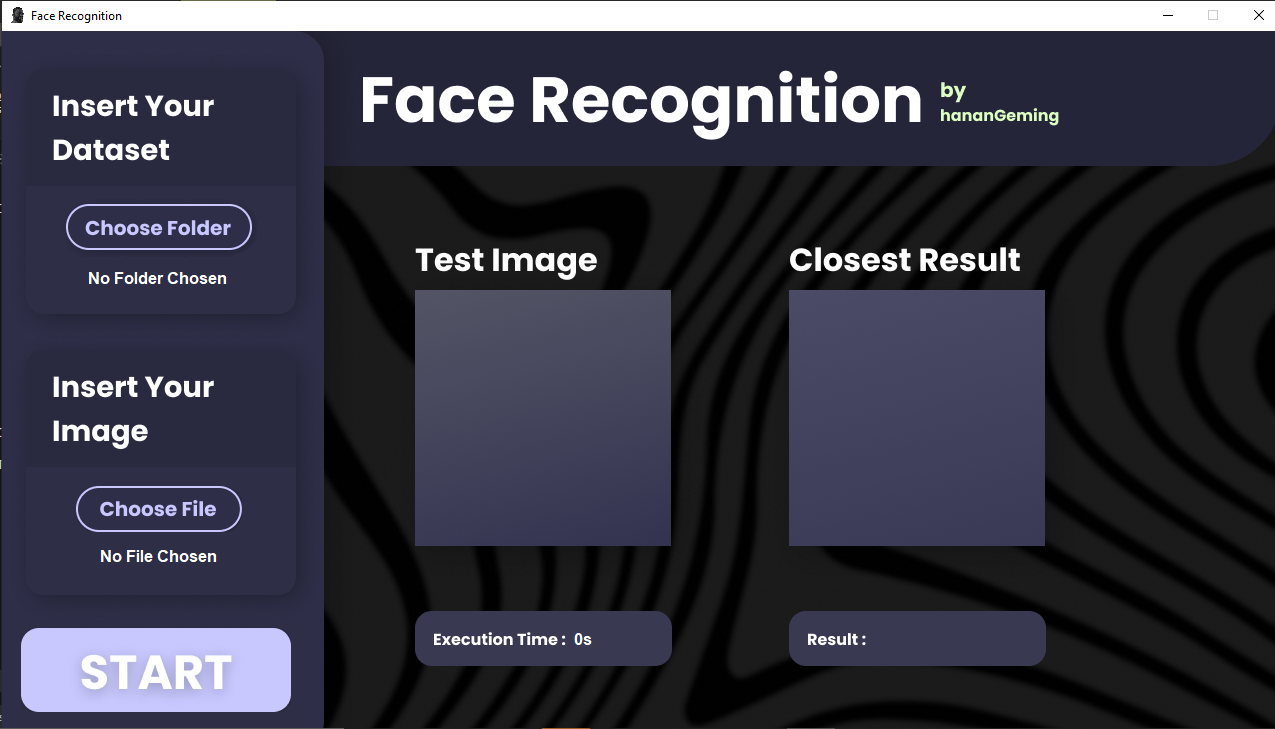 Face Recognition
Insert Your
Dataset
Choose Folder
No Folder Chosen
Insert Your
Image
Choose File
No File Chosen
START
Face Recognition
by
hananGeming
Test Image
Closest Result
Execution Time : 0s
Result :